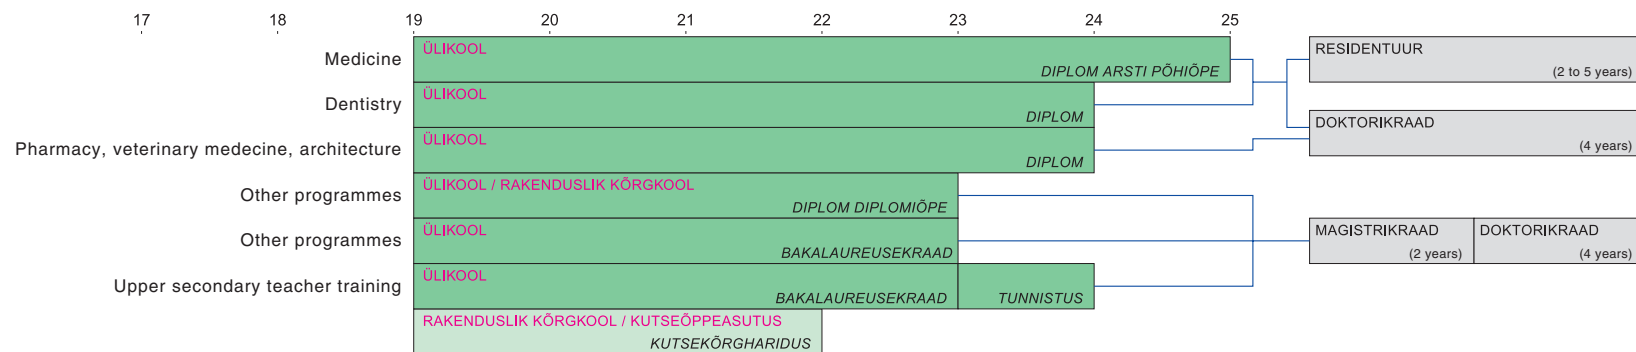 17 18 19 20 21 22 23 24 25
Medicine
ÜLIKOOL
DIPLOM ARSTI PÕHIÕPE
RESIDENTUUR
(2 to 5 years)
Dentistry
ÜLIKOOL
DIPLOM
DOKTORIKRAAD
(4 years)
Pharmacy, veterinary medecine, architecture
ÜLIKOOL
DIPLOM
Other programmes
ÜLIKOOL / RAKENDUSLIK KÕRGKOOL
DIPLOM DIPLOMIÕPE
Other programmes
ÜLIKOOL
BAKALAUREUSEKRAAD
MAGISTRIKRAAD
(2 years)
DOKTORIKRAAD
(4 years)
Upper secondary teacher training
ÜLIKOOL
BAKALAUREUSEKRAAD
TUNNISTUS
RAKENDUSLIK KÕRGKOOL / KUTSEÕPPEASUTUS
KUTSEKÕRGHARIDUS